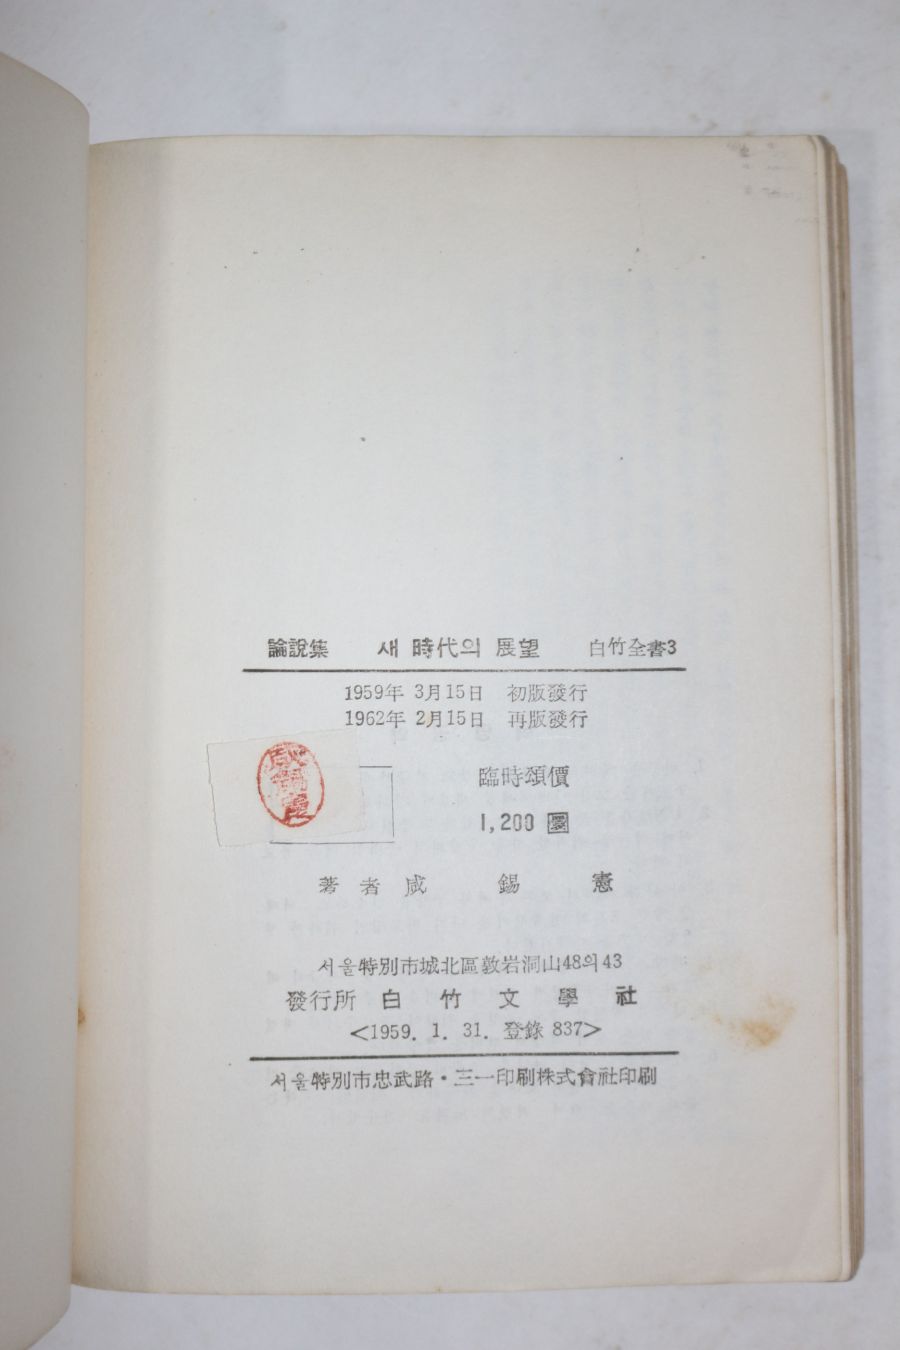 論說集 새 時代의 展望 白竹全書3
1959年 3月15日 初版發行
1962年 2月15日 再版發行
臨時頒價
1,200 圜
著者 咸 錫 憲
서울特別市城北區敦岩洞山48의43
發行所 白竹文學社
<1959. 1. 31. 登錄 837>
서울特別市忠武路·三一印刷株式會社印刷